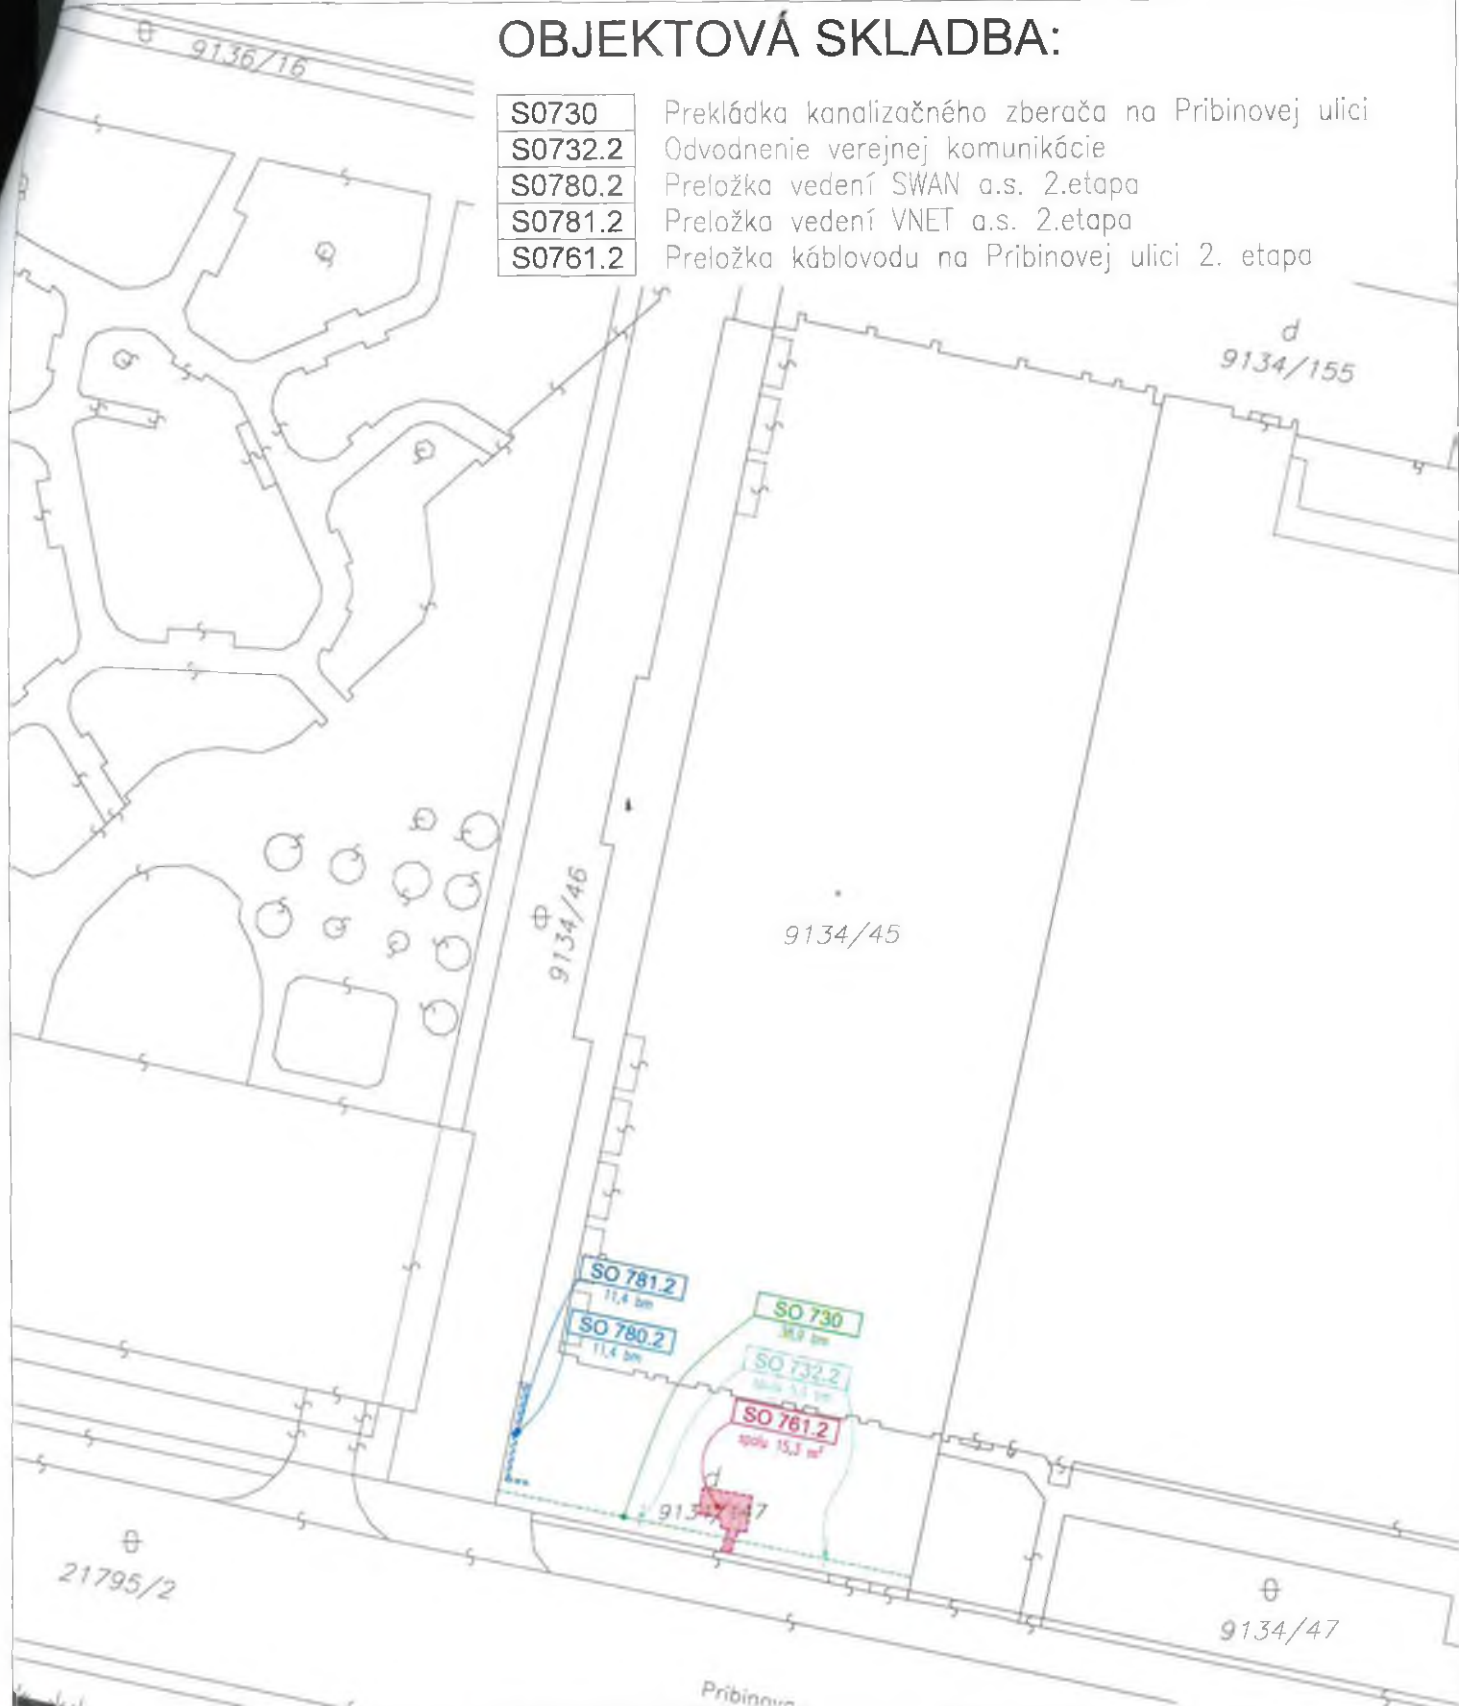 OBJEKTOVÁ SKLADBA:
S0730 Prekládka kanalizačného zberača na Pribinovej ulici
S0732.2 Odvodnenie verejnej komunikácie
S0780.2 Preložka vedení SWAN a.s. 2.etapa
S0781.2 Preložka vedení VNET a.s. 2.etapa
S0761.2 Preložka káblovodu na Pribinovej ulici 2. etapa
9136/16
d
9134/155
9134/46
9134/45
SO 781.2
11,4 bm
SO 780.2
11,4 bm
SO 730
SO 732.2
SO 761.2
spolu 15,3 m²
d
21795/2
9134/47